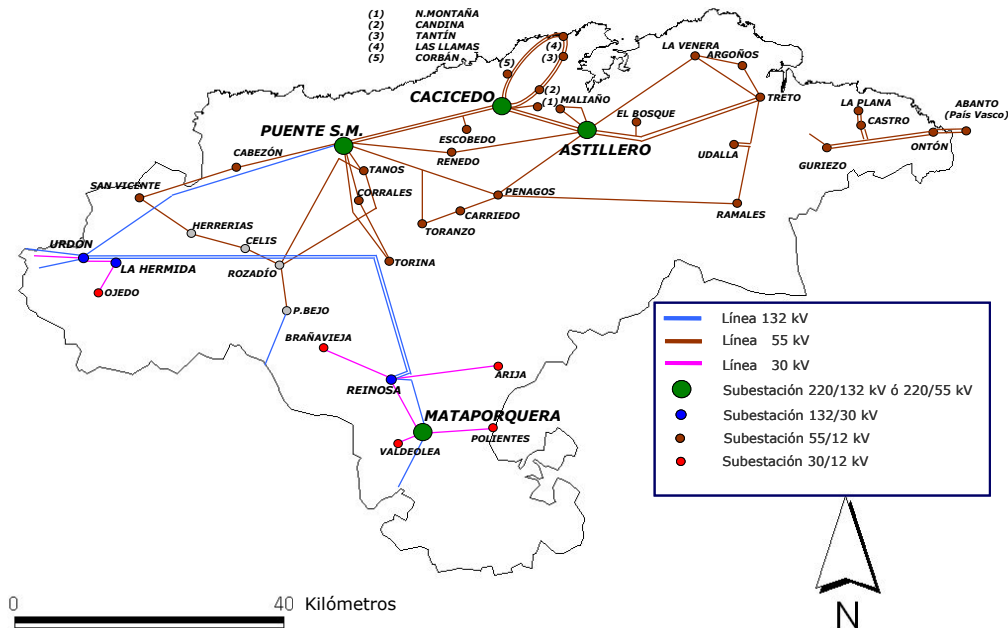 (1) N.MONTAÑA
(2) CANDINA
(3) TANTÍN
(4) LAS LLAMAS
(5) CORBÁN
(4)
(3)
(5)
(2)
(1)
LA VENERA
ARGOÑOS
CACICEDO
MALIAÑO
TRETO
LA PLANA
CASTRO
ABANTO
(País Vasco)
EL BOSQUE
PUENTE S.M.
ESCOBEDO
ASTILLERO
ONTÓN
CABEZÓN
RENEDO
UDALLA
GURIEZO
TANOS
SAN VICENTE
CORRALES
PENAGOS
CARRIEDO
RAMALES
HERRERIAS
TORANZO
URDÓN
CELIS
LA HERMIDA
ROZADÍO
TORINA
OJEDO
P.BEJO
BRAÑAVIEJA
ARIJA
REINOSA
MATAPORQUERA
POLIENTES
VALDEOLEA
Línea 132 kV
Línea 55 kV
Línea 30 kV
Subestación 220/132 kV ó 220/55 kV
Subestación 132/30 kV
Subestación 55/12 kV
Subestación 30/12 kV
0 40 Kilómetros
N